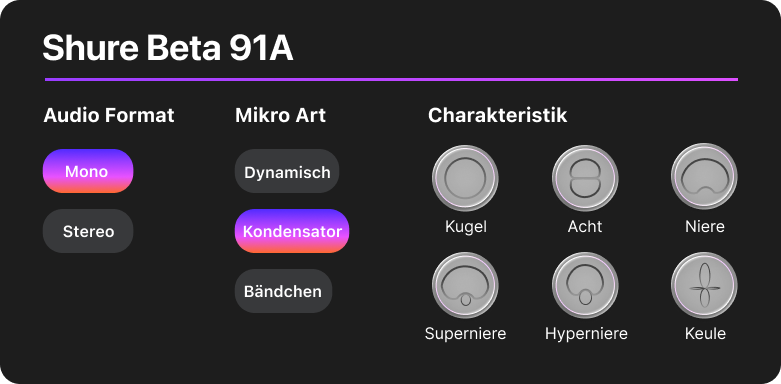 Shure Beta 91A
Audio Format
Mono
Stereo
Mikro Art
Dynamisch
Kondensator
Bändchen
Charakteristik
Kugel
Acht
Niere
Superniere
Hyperniere
Keule